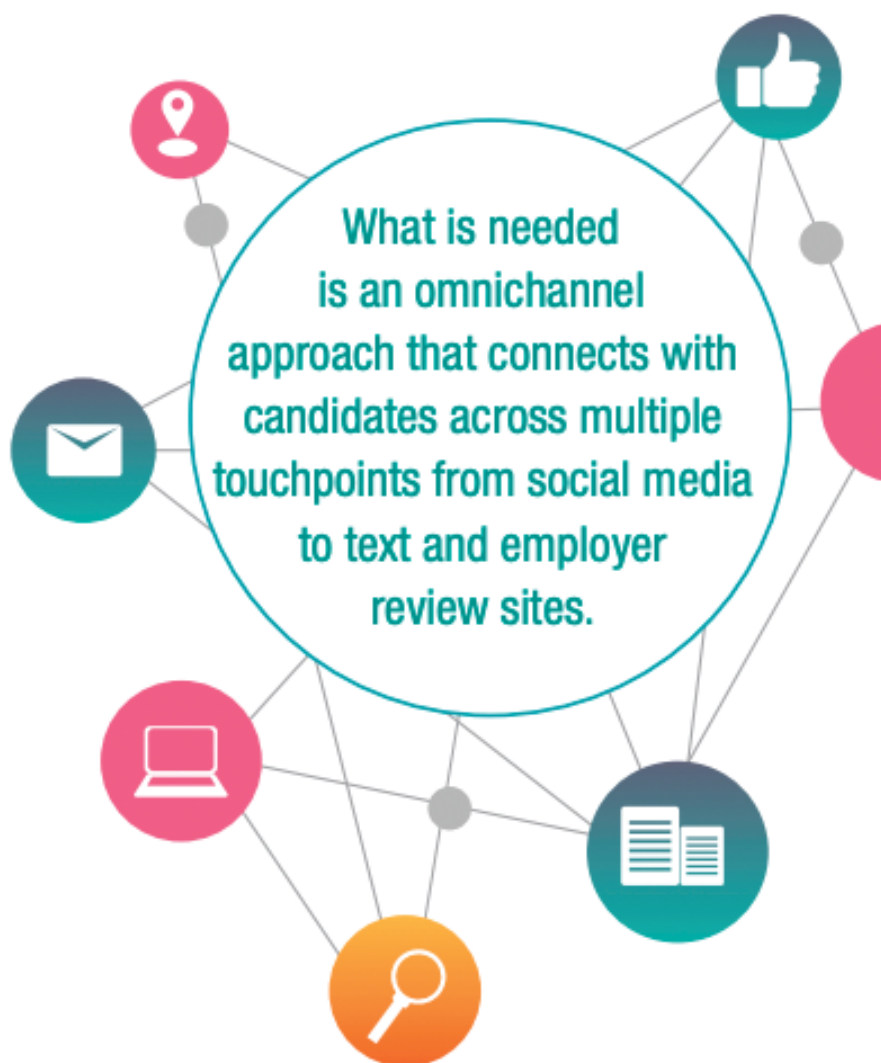 What is needed
is an omnichannel
approach that connects with
candidates across multiple
touchpoints from social media
to text and employer
review sites.